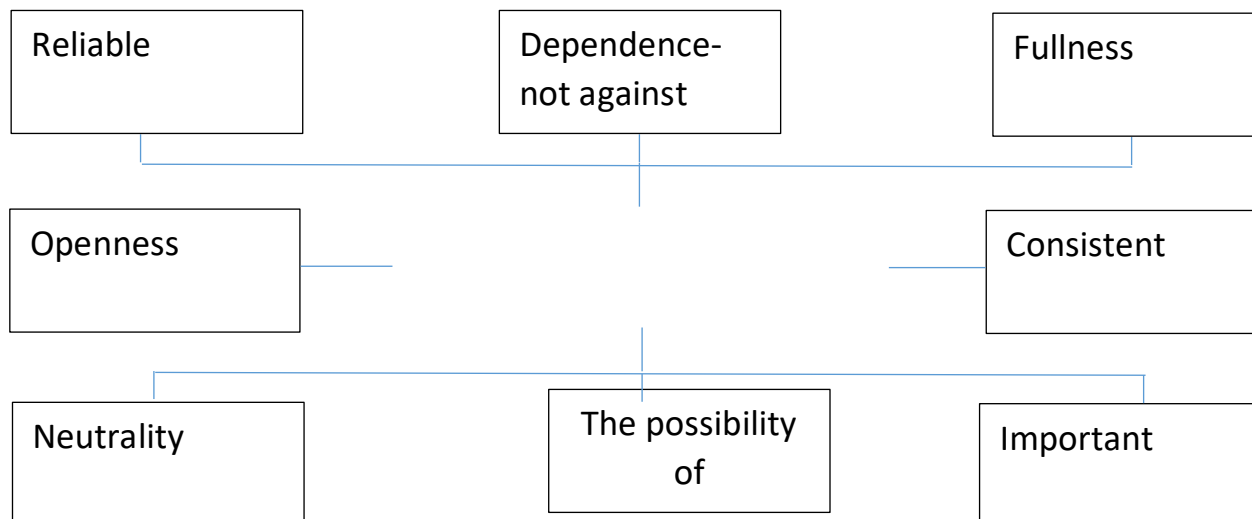 Reliable
Dependence-
not against
Fullness
Openness
Consistent
Neutrality
The possibility
of
Important